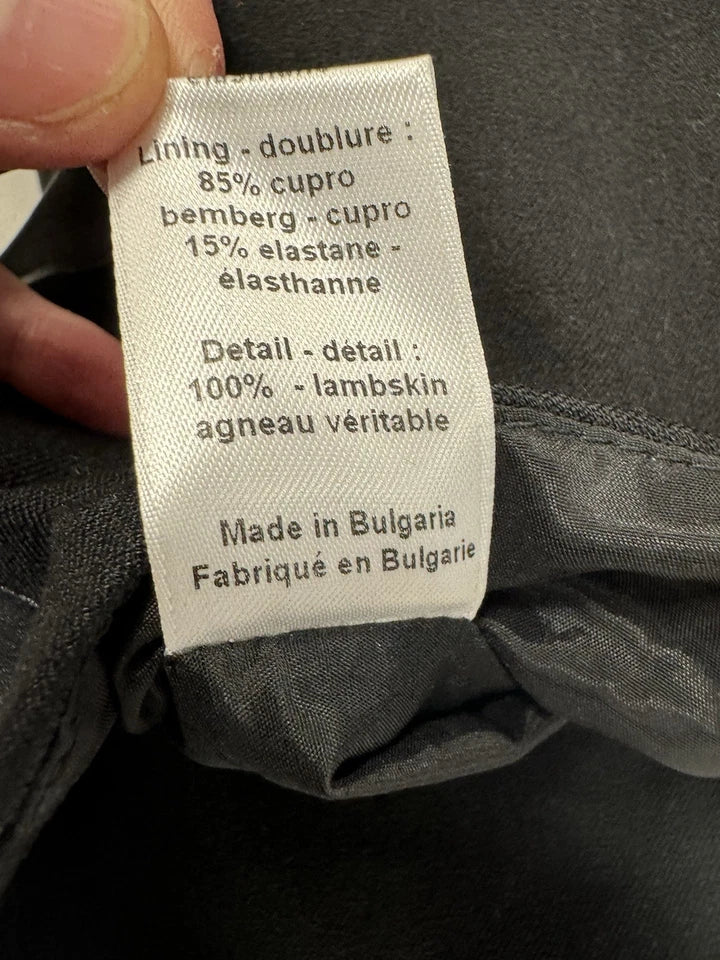 Lining - doublure :
85% cupro
bemberg - cupro
15% elastane -
élasthanne
Detail - détail :
100%  - lambskin
agneau véritable
Made in Bulgaria
Fabriqué en Bulgarie